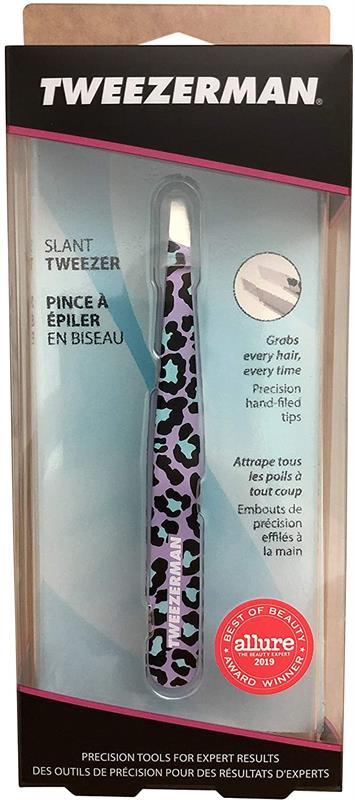 TWEEZERMAN®
SLANT
TWEEZER
PINCE À
ÉPILER
EN BISEAU
Grabs
every hair,
every time
Precision
hand-filed
tips
Attrape tous
les poils à
tout coup
Embouts de
précision
effilés à
la main
TWEEZERMAN
BEST OF BEAUTY
allure
THE BEAUTY EXPERT
2019
AWARD WINNER
PRECISION TOOLS FOR EXPERT RESULTS
DES OUTILS DE PRÉCISION POUR DES RÉSULTATS D'EXPERTS